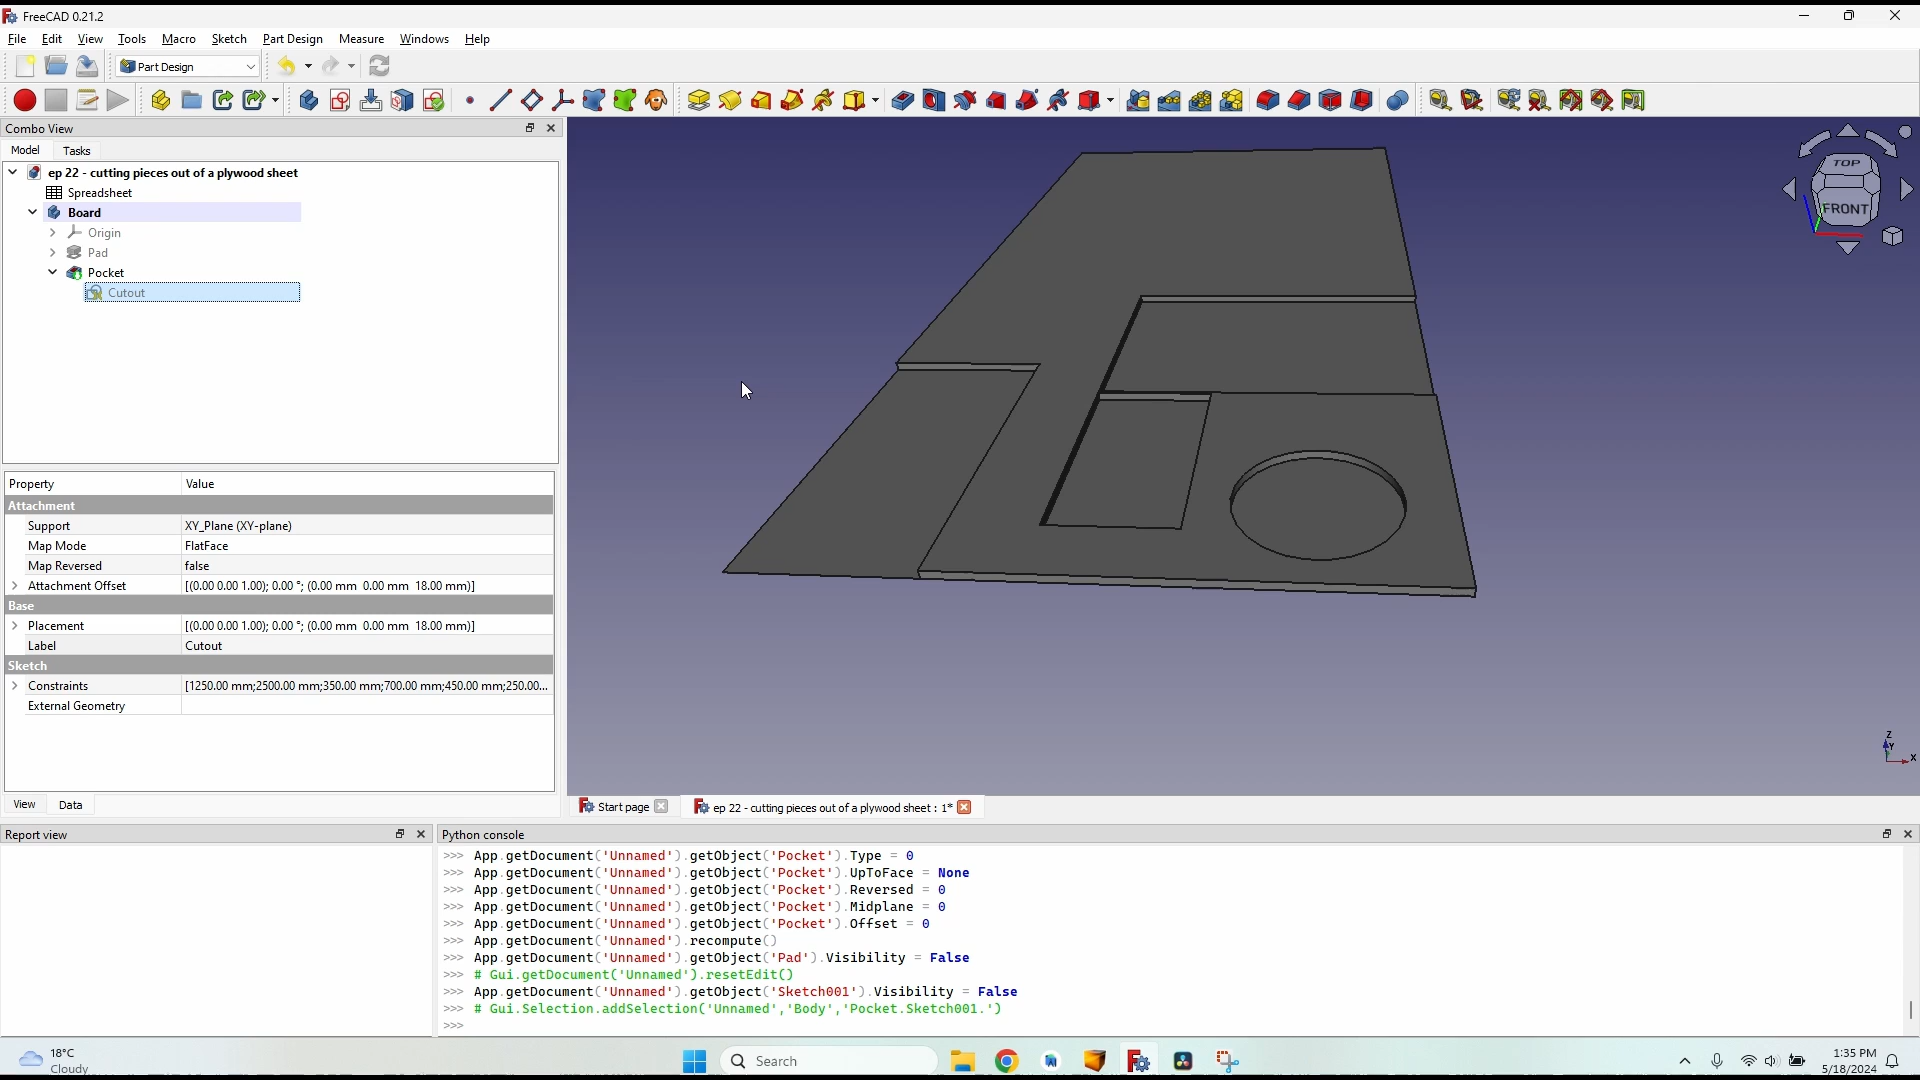 FreeCAD 0.21.2
File Edit View Tools Macro Sketch Part Design Measure Windows Help
Part Design
Combo View
Model Tasks
ep 22 - cutting pieces out of a plywood sheet
Spreadsheet
Board
Origin
Pad
Pocket
Cutout
TOP
FRONT
Property Value
Attachment
Support XY_Plane (XY-plane)
Map Mode FlatFace
Map Reversed false
Attachment Offset [(0.00 0.00 1.00); 0.00 °; (0.00 mm 0.00 mm 18.00 mm)]
Base
Placement [(0.00 0.00 1.00); 0.00 °; (0.00 mm 0.00 mm 18.00 mm)]
Label Cutout
Sketch
Constraints [1250.00 mm;2500.00 mm;350.00 mm;700.00 mm;450.00 mm;250.00...
External Geometry
Z
Y
X
View Data
Start page ep 22 - cutting pieces out of a plywood sheet : 1*
Report view
Python console
>>> App.getDocument('Unnamed').getObject('Pocket').Type = 0
>>> App.getDocument('Unnamed').getObject('Pocket').UpToFace = None
>>> App.getDocument('Unnamed').getObject('Pocket').Reversed = 0
>>> App.getDocument('Unnamed').getObject('Pocket').Midplane = 0
>>> App.getDocument('Unnamed').getObject('Pocket').Offset = 0
>>> App.getDocument('Unnamed').recompute()
>>> App.getDocument('Unnamed').getObject('Pad').Visibility = False
>>> # Gui.getDocument('Unnamed').resetEdit()
>>> App.getDocument('Unnamed').getObject('Sketch001').Visibility = False
>>> # Gui.Selection.addSelection('Unnamed','Body','Pocket.Sketch001.')
>>>
18°C
Cloudy
Search
1:35 PM
5/18/2024